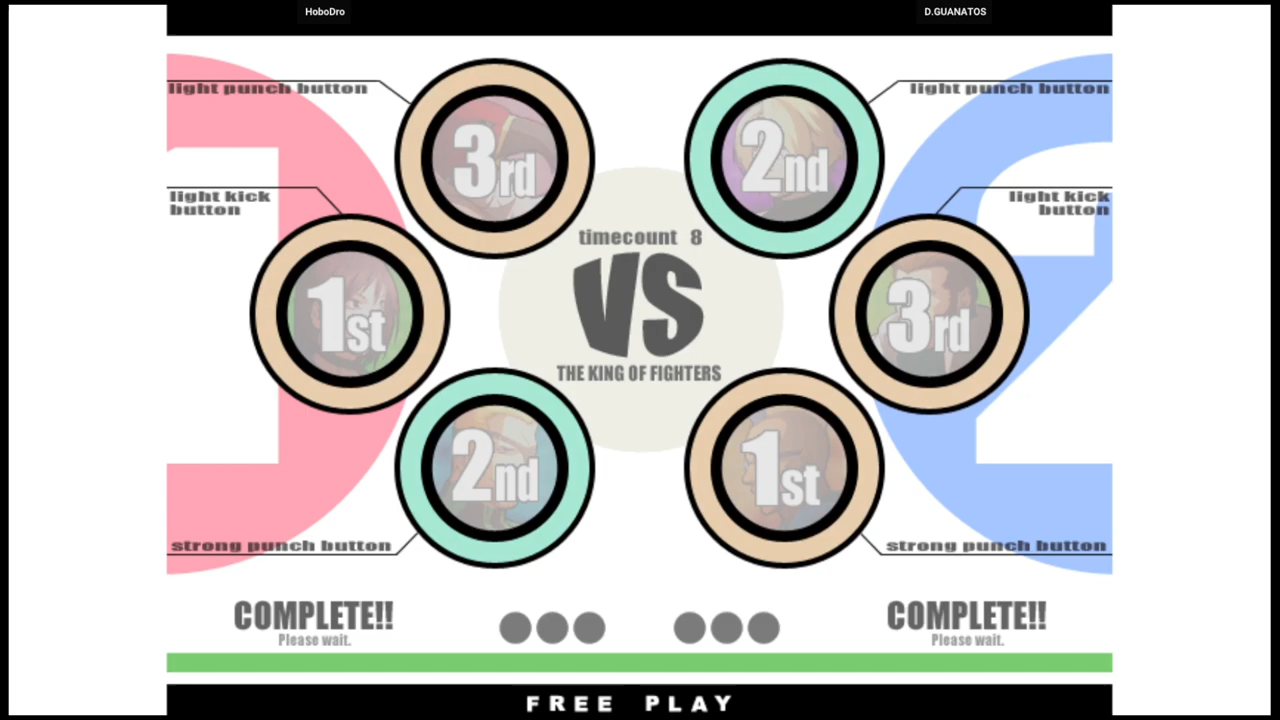 HoboDro
D.GUANATOS
light punch button
light punch button
3rd
2nd
light kick
button
light kick
button
timecount 8
VS
THE KING OF FIGHTERS
1st
3rd
2nd
1st
strong punch button
strong punch button
COMPLETE!!
Please wait.
COMPLETE!!
Please wait.
FREE PLAY